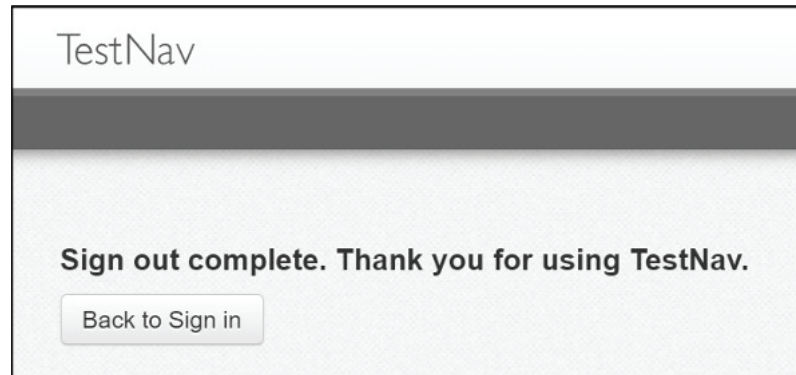 TestNav
Sign out complete. Thank you for using TestNav.
Back to Sign in